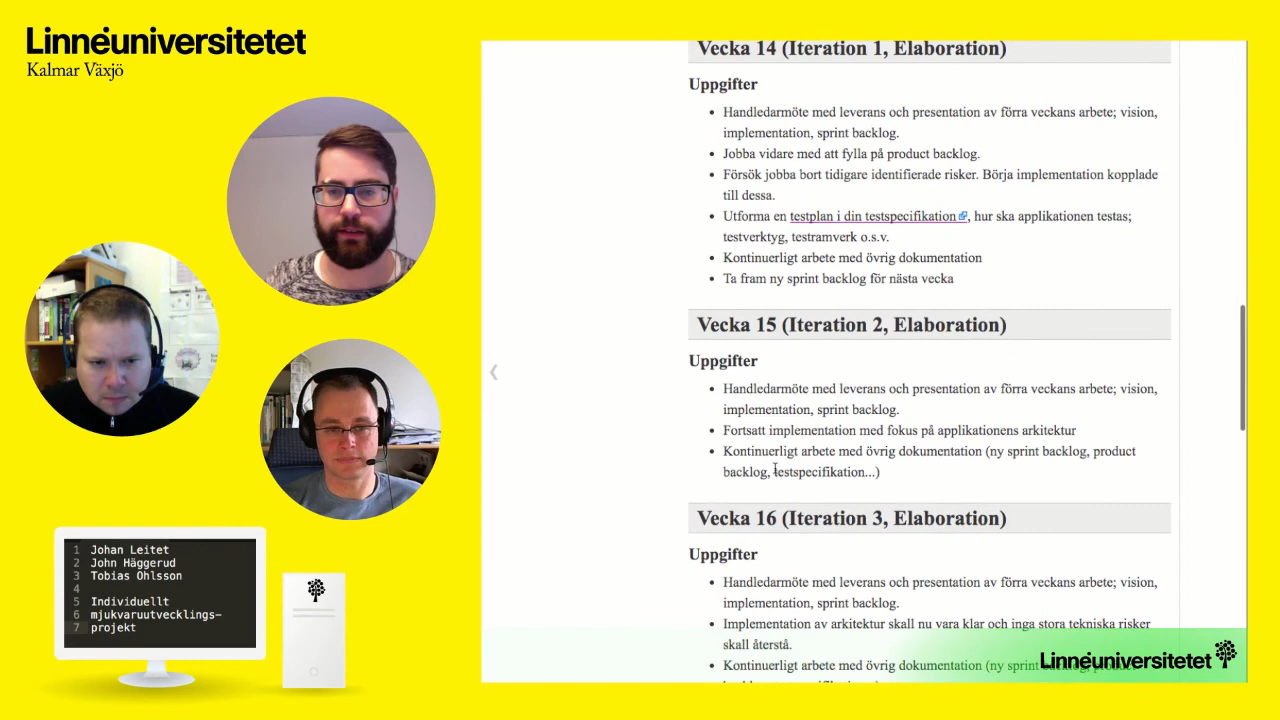 Linnéuniversitetet
Kalmar Växjö
1 Johan Leitet
2 John Häggerud
3 Tobias Ohlsson
4
5 Individuellt
6 mjukvaruutvecklings-
7 projekt
Vecka 14 (Iteration 1, Elaboration)
Uppgifter
• Handledarmöte med leverans och presentation av förra veckans arbete; vision,
implementation, sprint backlog.
• Jobba vidare med att fylla på product backlog.
• Försök jobba bort tidigare identifierade risker. Börja implementation kopplade
till dessa.
• Utforma en testplan i din testspecifikation, hur ska applikationen testas;
testverktyg, testramverk o.s.v.
• Kontinuerligt arbete med övrig dokumentation
• Ta fram ny sprint backlog för nästa vecka
Vecka 15 (Iteration 2, Elaboration)
Uppgifter
• Handledarmöte med leverans och presentation av förra veckans arbete; vision,
implementation, sprint backlog.
• Fortsatt implementation med fokus på applikationens arkitektur
• Kontinuerligt arbete med övrig dokumentation (ny sprint backlog, product
backlog, testspecifikation...)
Vecka 16 (Iteration 3, Elaboration)
Uppgifter
• Handledarmöte med leverans och presentation av förra veckans arbete; vision,
implementation, sprint backlog.
• Implementation av arkitektur skall nu vara klar och inga stora tekniska risker
skall återstå.
• Kontinuerligt arbete med övrig dokumentation (ny sprint backlog, product
Linnéuniversitetet